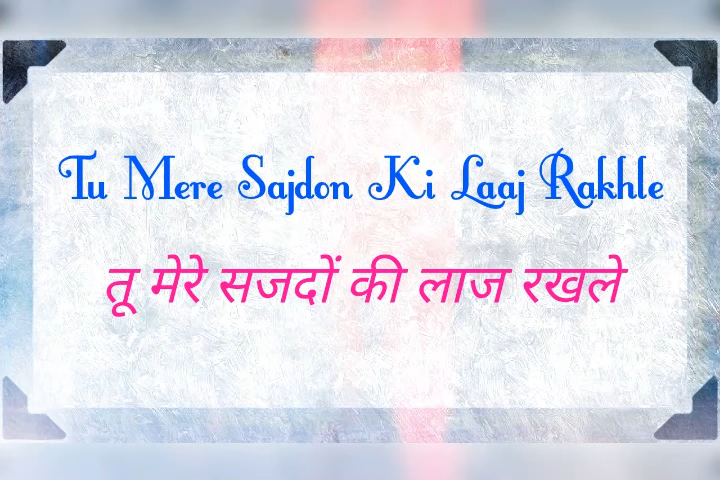 Tu Mere Sajdon Ki Laaj Rakhle
तू मेरे सजदों की लाज रखले